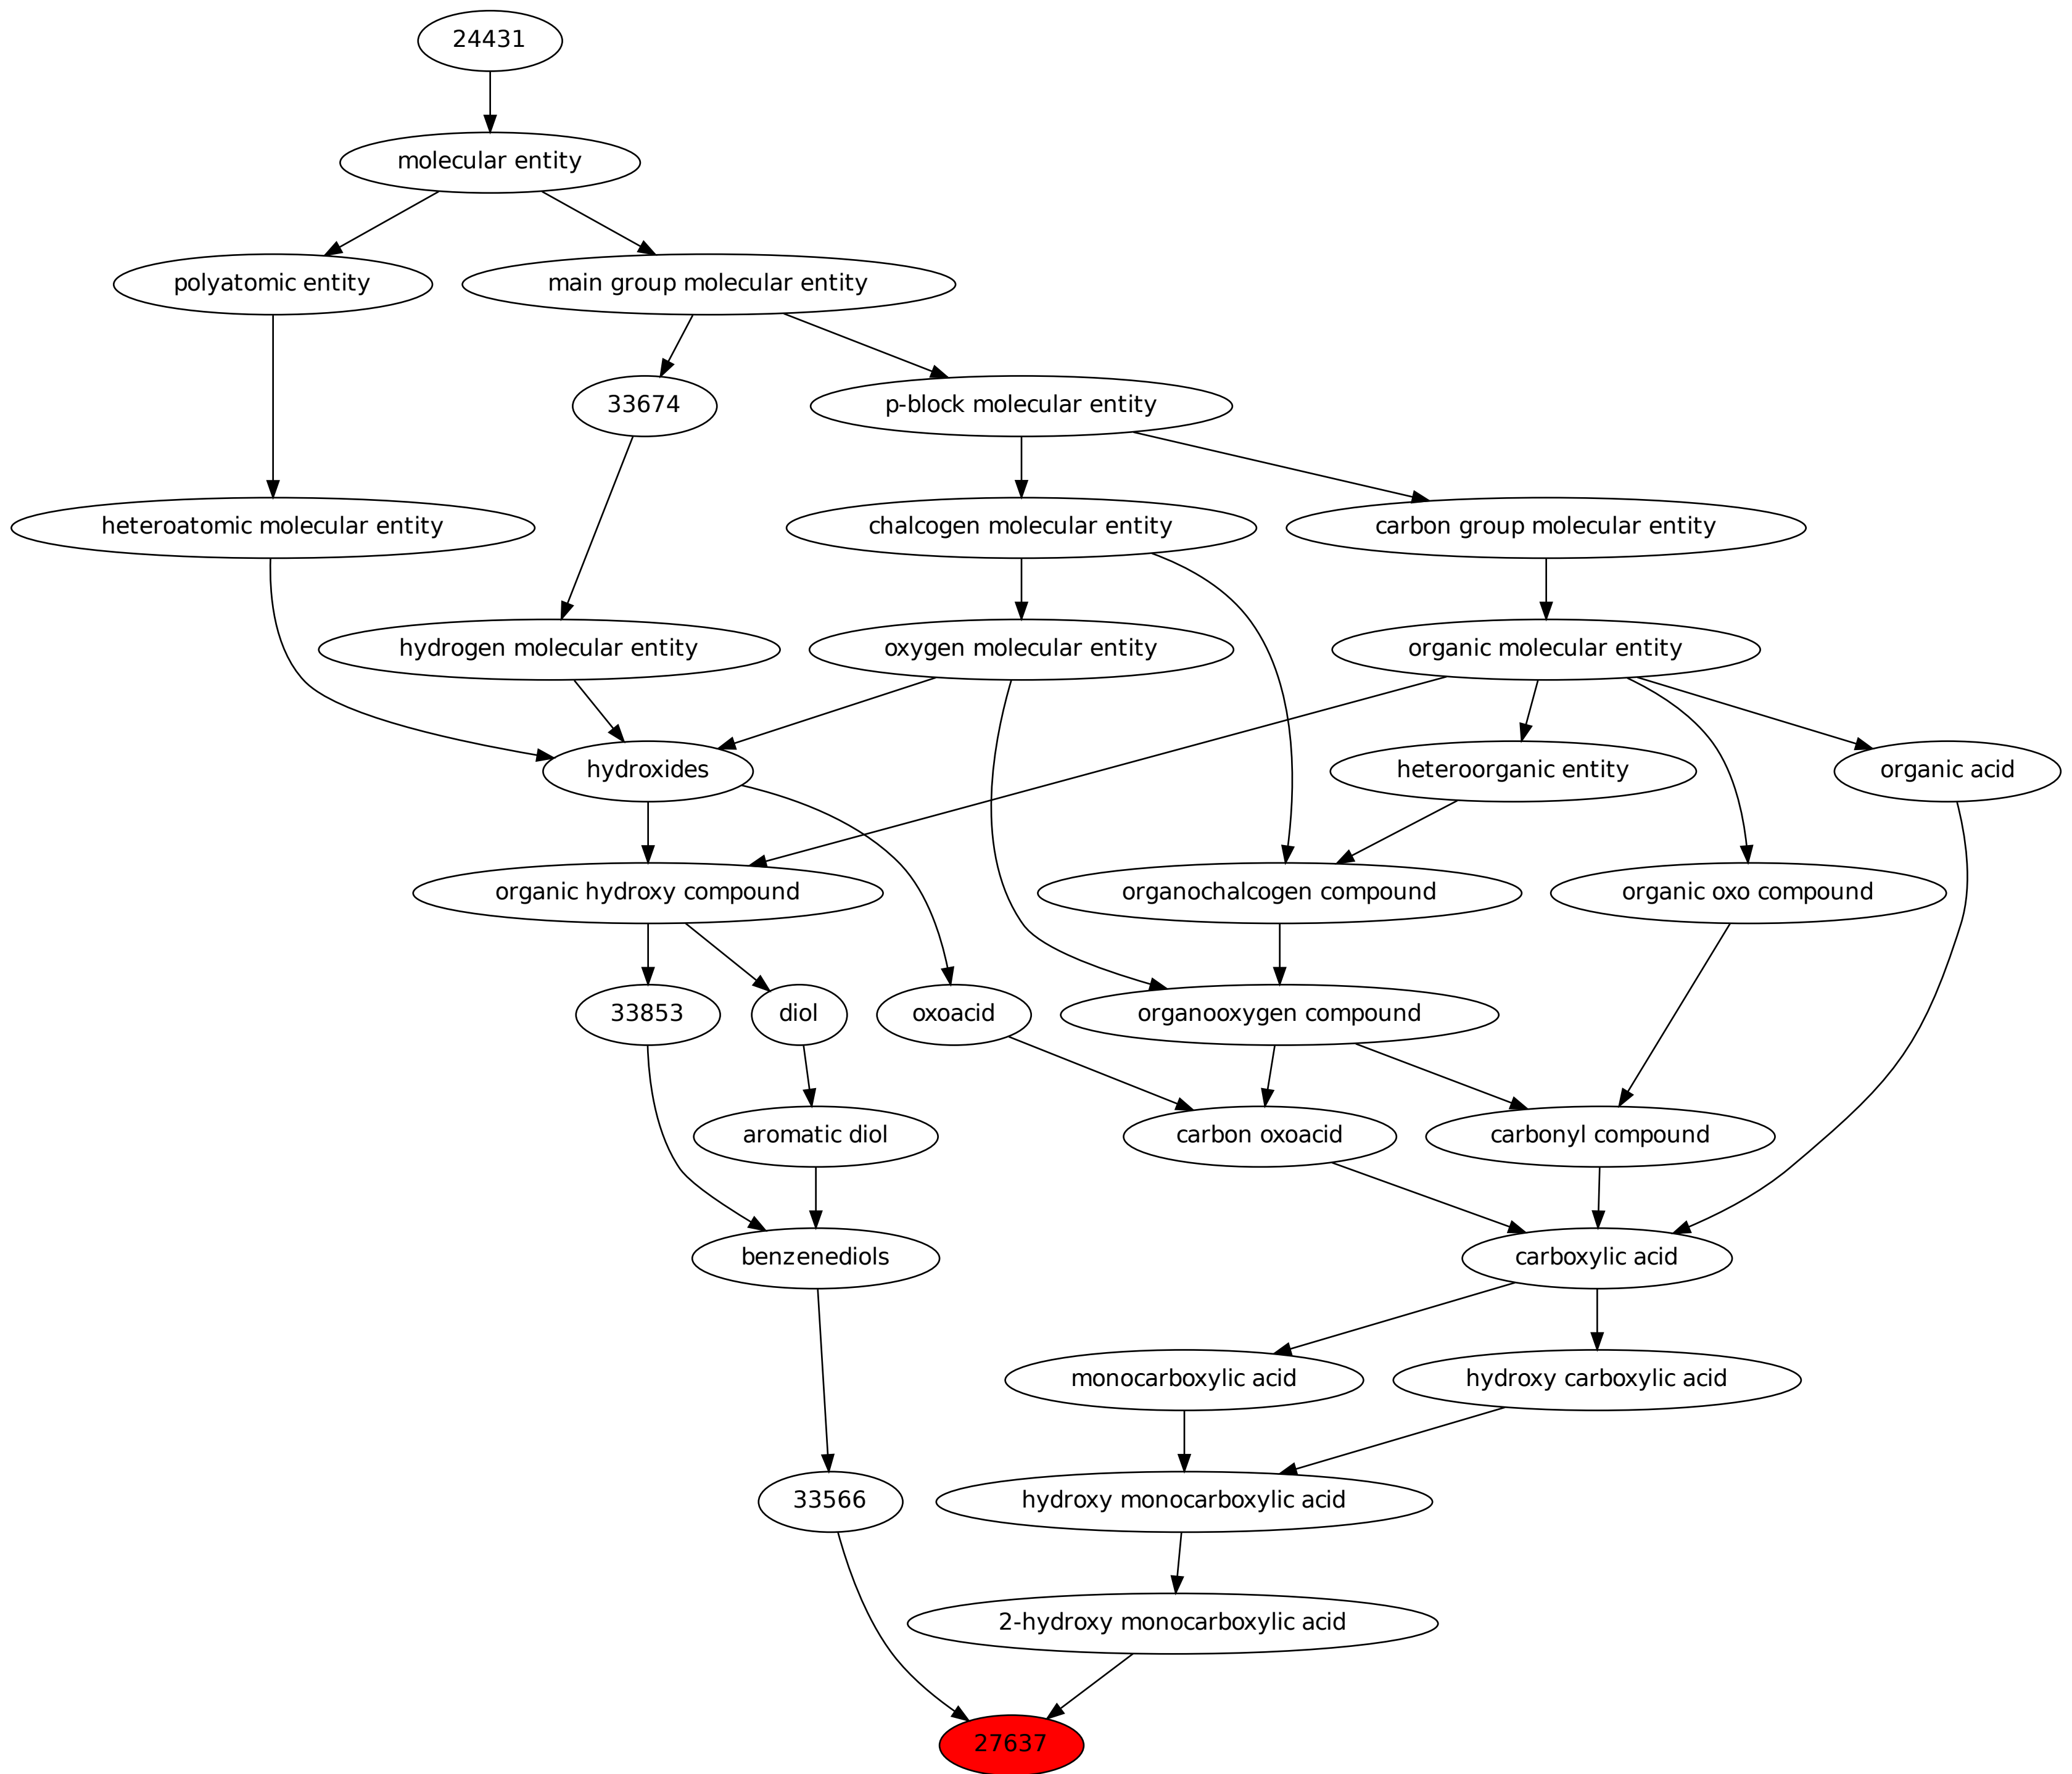 24431
molecular entity
polyatomic entity
main group molecular entity
33674
p-block molecular entity
heteroatomic molecular entity
chalcogen molecular entity
carbon group molecular entity
hydrogen molecular entity
oxygen molecular entity
organic molecular entity
hydroxides
heteroorganic entity
organic acid
organic hydroxy compound
organochalcogen compound
organic oxo compound
33853
diol
oxoacid
organooxygen compound
aromatic diol
carbon oxoacid
carbonyl compound
benzenediols
carboxylic acid
monocarboxylic acid
hydroxy carboxylic acid
33566
hydroxy monocarboxylic acid
2-hydroxy monocarboxylic acid
27637